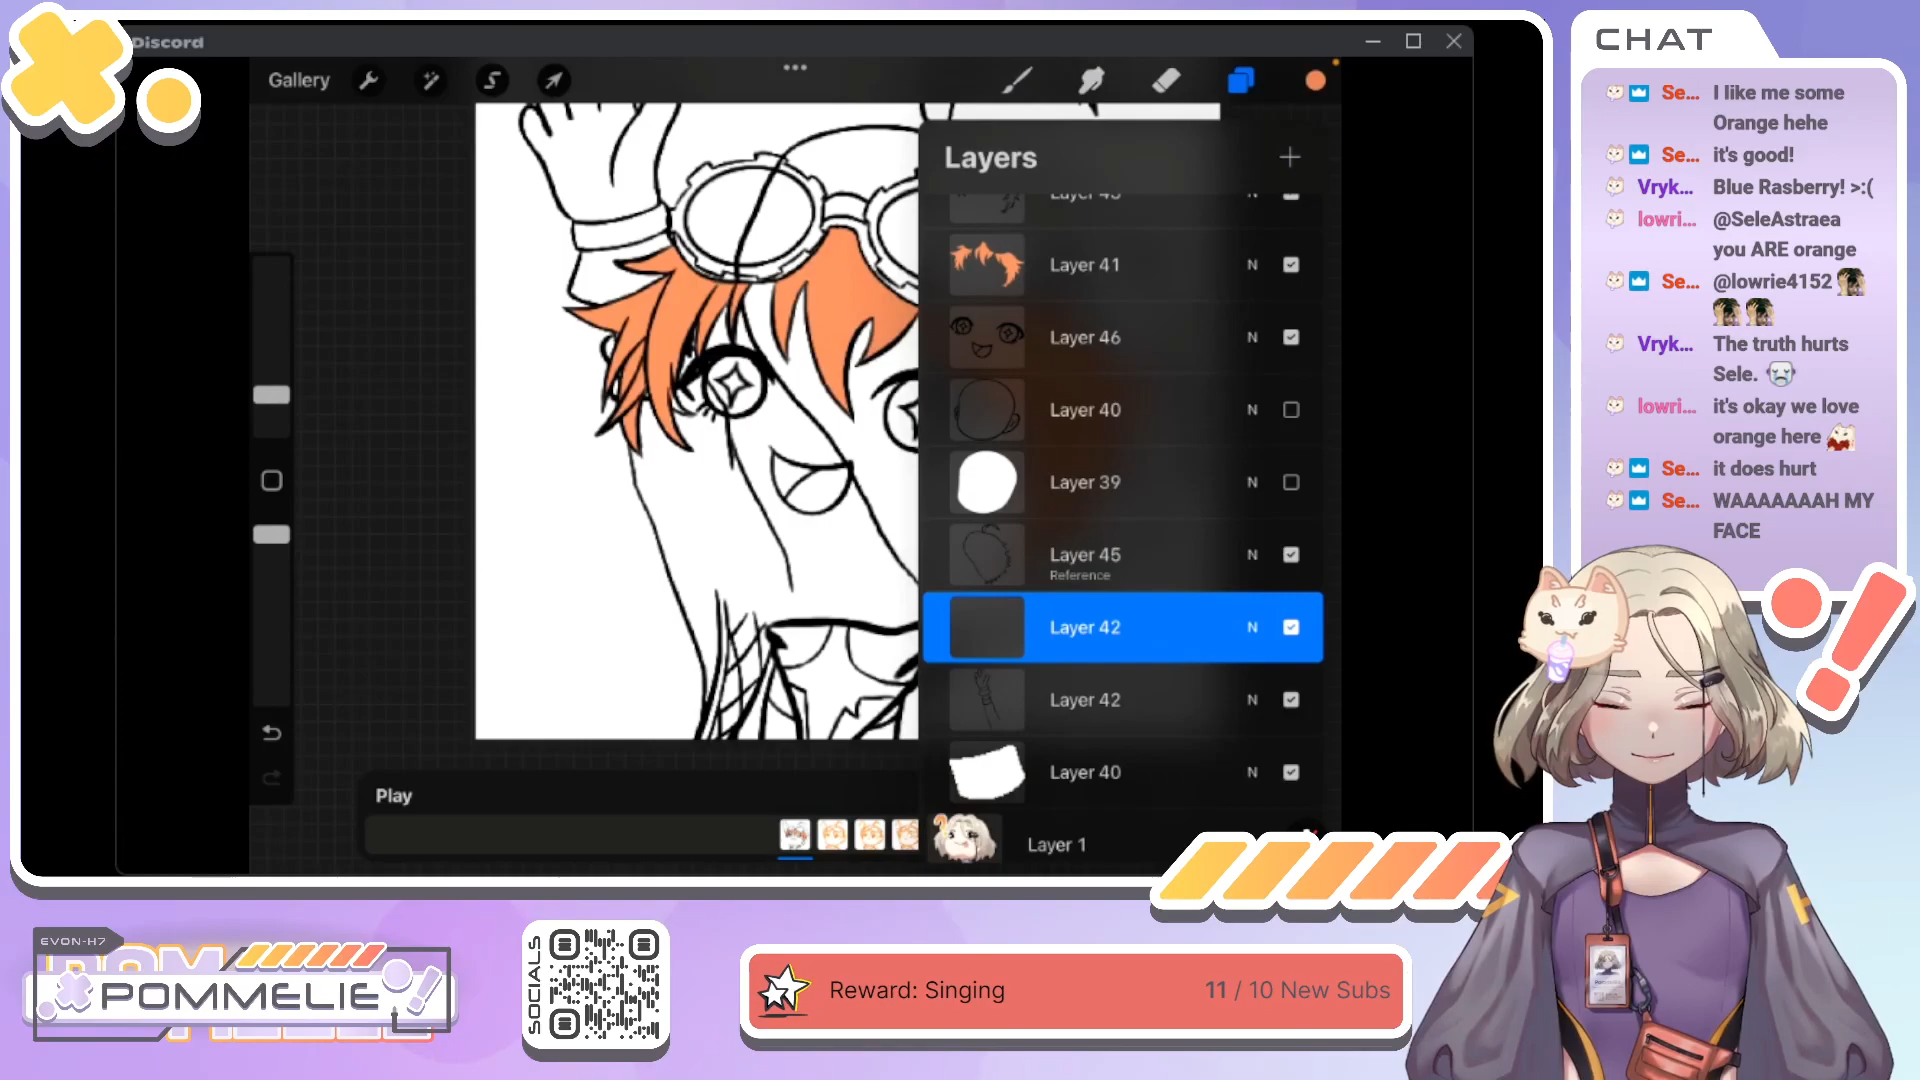 Discord
Gallery
Layers
Layer 41
N
Layer 46
N
Layer 40
N
Layer 39
N
Layer 45
Reference
N
Layer 42
N
Layer 42
N
Layer 40
N
Layer 1
Play
CHAT
Se... I like me some
Orange hehe
Se... it's good!
Vryk... Blue Rasberry! >:(
lowri... @SeleAstraea
you ARE orange
Se... @lowrie4152
Vryk... The truth hurts
Sele.
lowri... it's okay we love
orange here
Se... it does hurt
Se... WAAAAAAAH MY
FACE
EVON-H7
POMMELIE
SOCIALS
Reward: Singing
11 / 10 New Subs